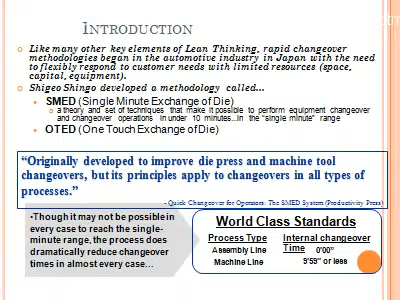 INTRODUCTION
Like many other key elements of Lean Thinking, rapid changeover
methodologies began in the automotive industry in Japan with the need
to flexibly respond to customer needs with limited resources (space,
capital, equipment).
Shigeo Shingo developed a methodology called...
SMED (Single Minute Exchange of Die)
a theory and set of techniques that make it possible to perform equipment changeover
and changeover operations in under 10 minutes...in the "single minute" range
OTED (One Touch Exchange of Die)
“Originally developed to improve die press and machine tool
changeovers, but its principles apply to changeovers in all types of
processes.”
- Quick Changeover for Operators: The SMED System (Productivity Press)
•Though it may not be possible in
every case to reach the single-
minute range, the process does
dramatically reduce changeover
times in almost every case…
World Class Standards
Process Type Internal changeover
Time
Assembly Line 0'00"
Machine Line 9'59" or less